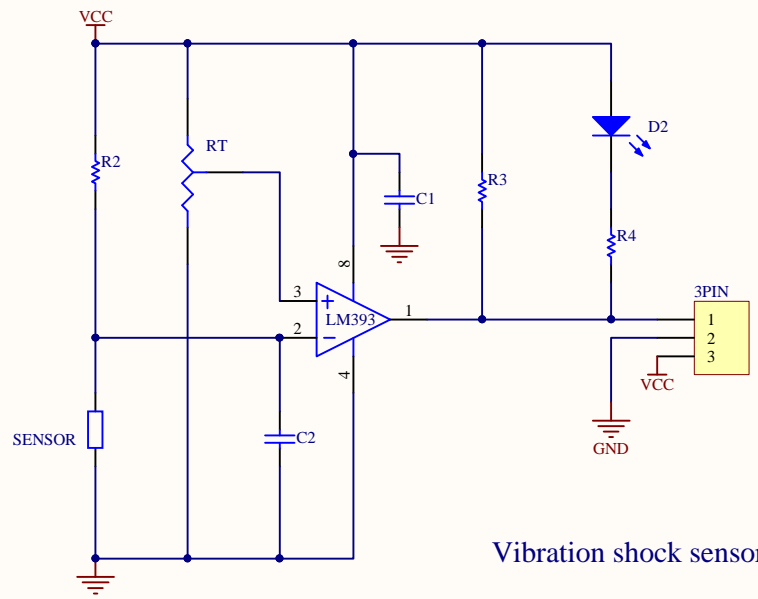 VCC
RT
R2
D2
R3
C1
R4
8
3
LM393
1
2
4
3PIN
1
2
3
VCC
GND
SENSOR
C2
Vibration shock sensor